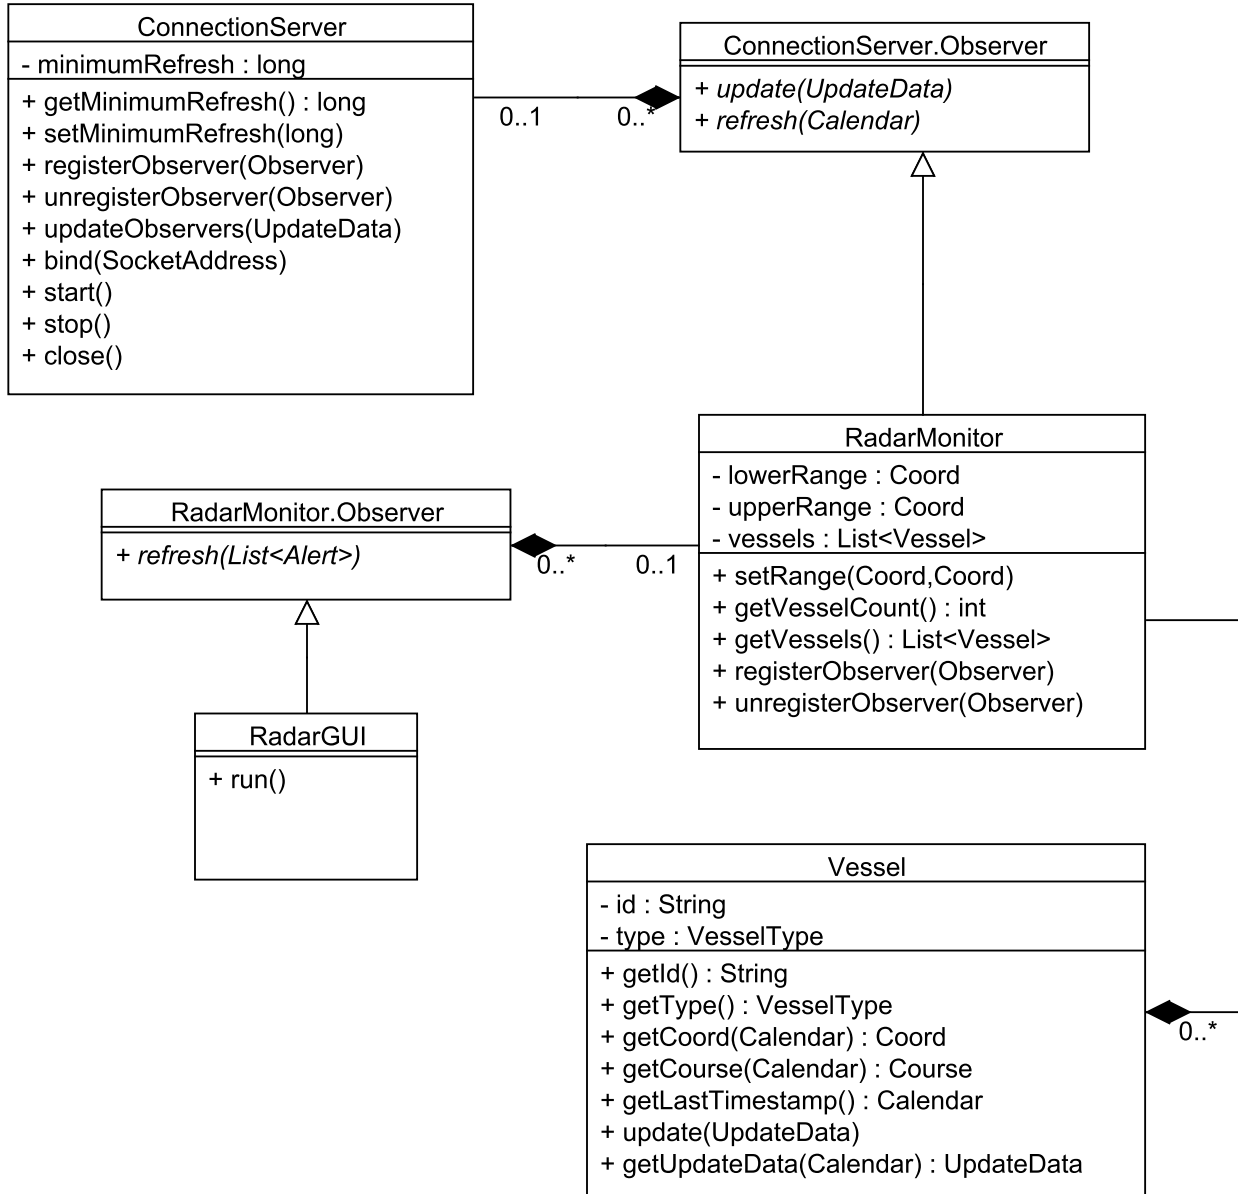 ConnectionServer
- minimumRefresh : long
+ getMinimumRefresh() : long
+ setMinimumRefresh(long)
+ registerObserver(Observer)
+ unregisterObserver(Observer)
+ updateObservers(UpdateData)
+ bind(SocketAddress)
+ start()
+ stop()
+ close()
0..1
0..*
ConnectionServer.Observer
+ update(UpdateData)
+ refresh(Calendar)
RadarMonitor.Observer
+ refresh(List<Alert>)
0..*
0..1
RadarMonitor
- lowerRange : Coord
- upperRange : Coord
- vessels : List<Vessel>
+ setRange(Coord,Coord)
+ getVesselCount() : int
+ getVessels() : List<Vessel>
+ registerObserver(Observer)
+ unregisterObserver(Observer)
RadarGUI
+ run()
Vessel
- id : String
- type : VesselType
+ getId() : String
+ getType() : VesselType
+ getCoord(Calendar) : Coord
+ getCourse(Calendar) : Course
+ getLastTimestamp() : Calendar
+ update(UpdateData)
+ getUpdateData(Calendar) : UpdateData
0..*